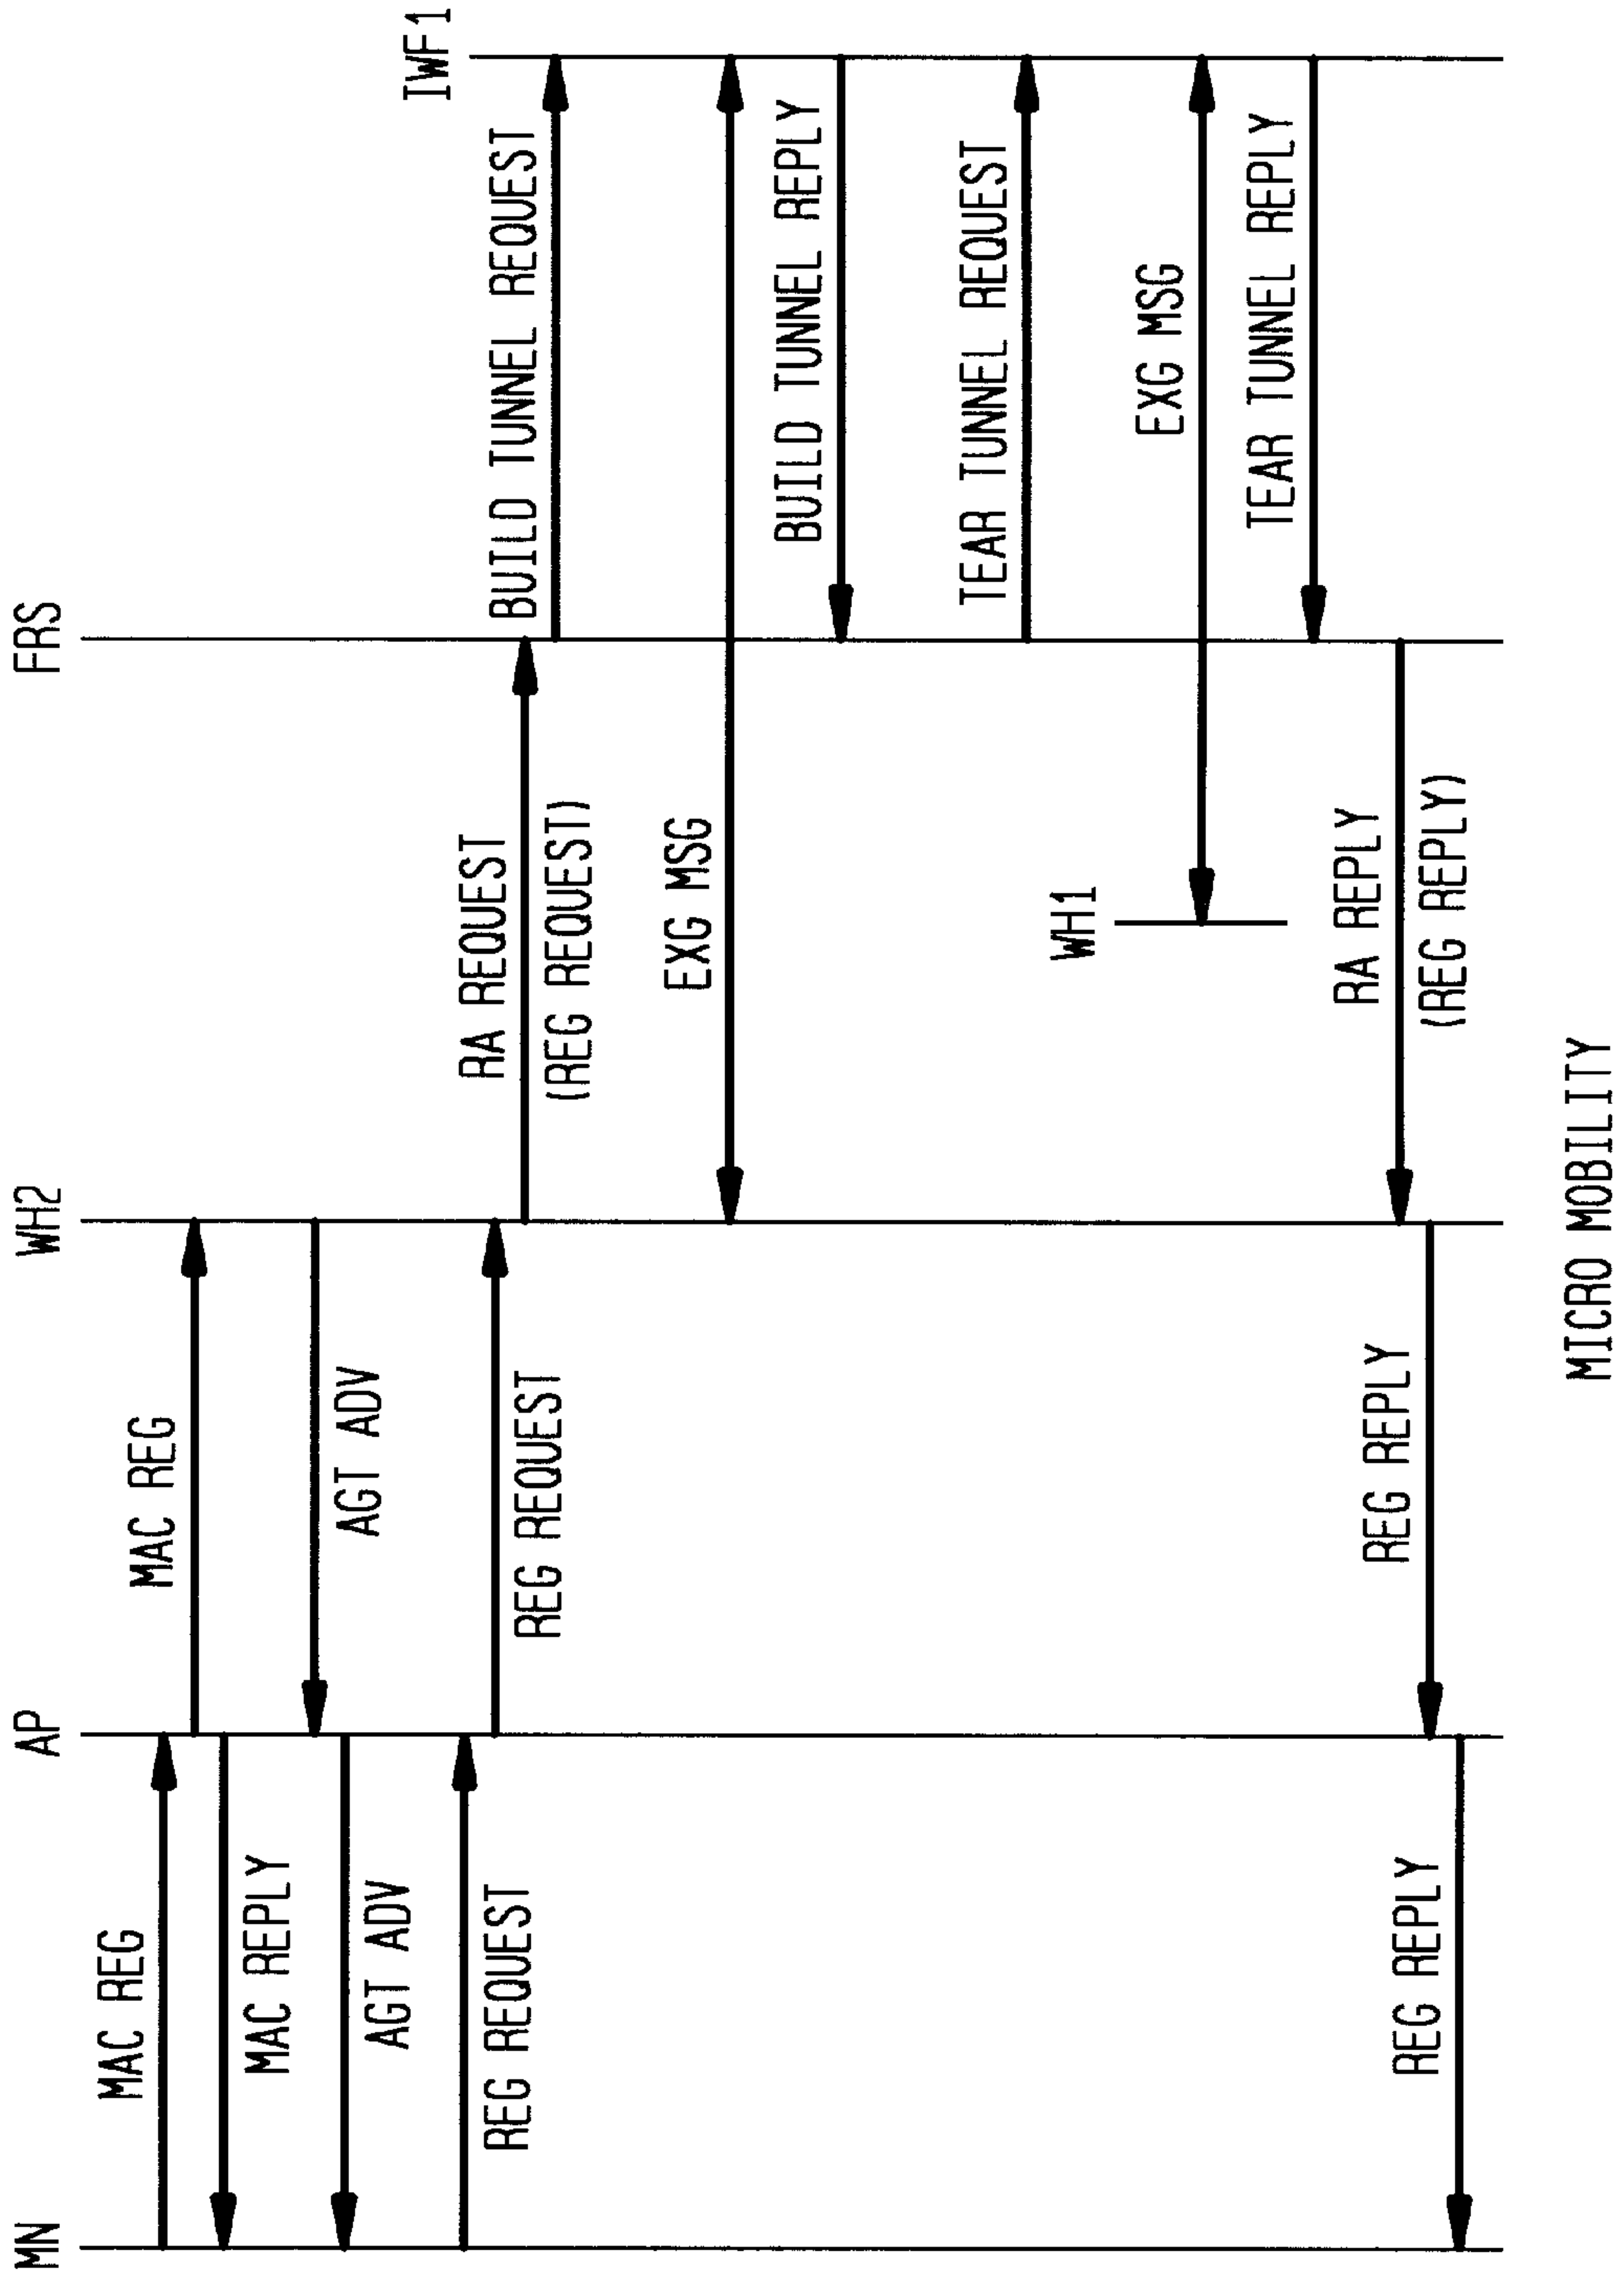 MN
AP
WH2
FRS
IWF1
MAC REG
MAC REG
MAC REPLY
AGT ADV
AGT ADV
REG REQUEST
REG REQUEST
RA REQUEST
(REG REQUEST)
BUILD TUNNEL REQUEST
EXG MSG
BUILD TUNNEL REPLY
TEAR TUNNEL REQUEST
WH1
EXG MSG
TEAR TUNNEL REPLY
RA REPLY
(REG REPLY)
REG REPLY
REG REPLY
MICRO MOBILITY